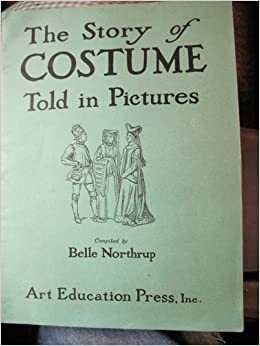 The Story of
COSTUME
Told in Pictures
Compiled by
Belle Northrup
Art Education Press, Inc.